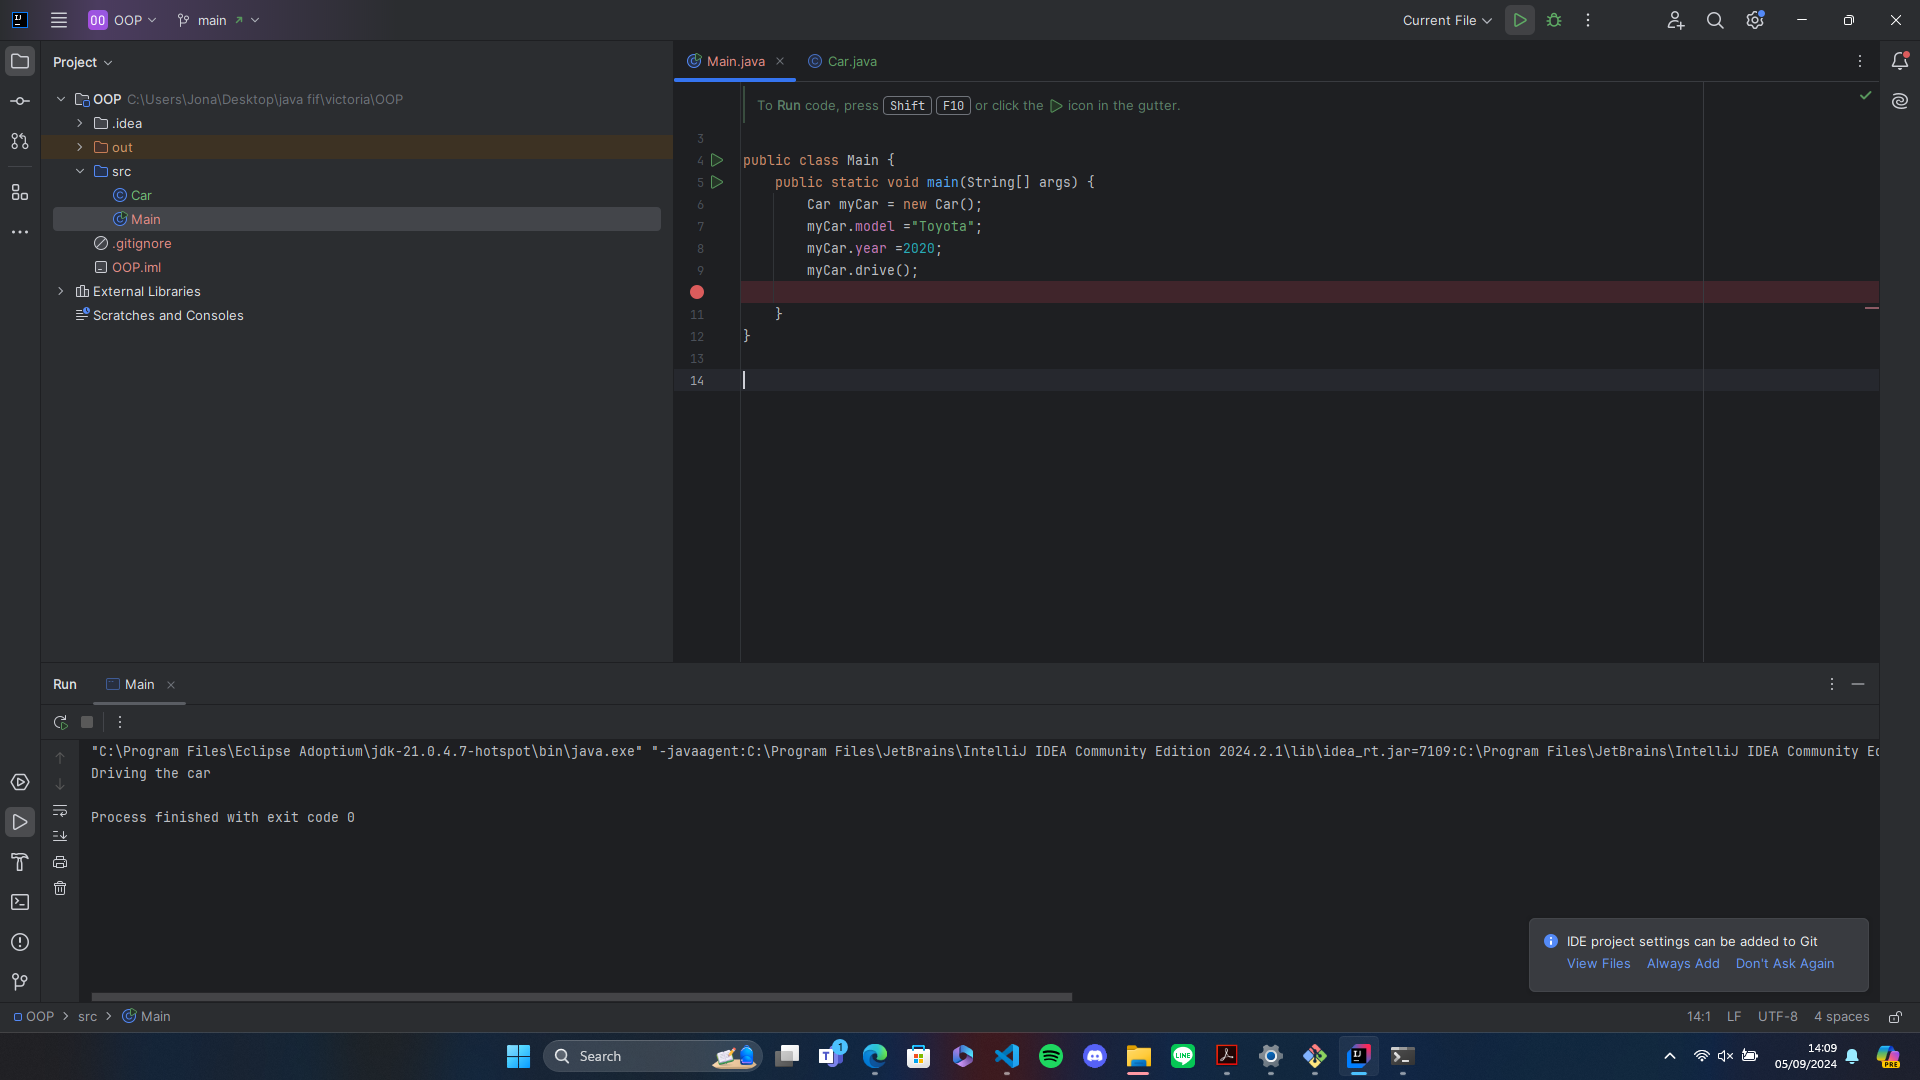 OO OOP main Current File
Project
Main.java Car.java
OOP C:\Users\Jona\Desktop\java fif\victoria\OOP
.idea
out
src
Car
Main
.gitignore
OOP.iml
External Libraries
Scratches and Consoles
To Run code, press Shift F10 or click the icon in the gutter.
3
4 public class Main {
5 public static void main(String[] args) {
6 Car myCar = new Car();
7 myCar.model ="Toyota";
8 myCar.year =2020;
9 myCar.drive();
11 }
12 }
13
14
Run Main
"C:\Program Files\Eclipse Adoptium\jdk-21.0.4.7-hotspot\bin\java.exe" "-javaagent:C:\Program Files\JetBrains\IntelliJ IDEA Community Edition 2024.2.1\lib\idea_rt.jar=7109:C:\Program Files\JetBrains\IntelliJ IDEA Community Ed
Driving the car
Process finished with exit code 0
IDE project settings can be added to Git
View Files Always Add Don't Ask Again
OOP src Main 14:1 LF UTF-8 4 spaces
Search 1 LINE PRE
14:09
05/09/2024